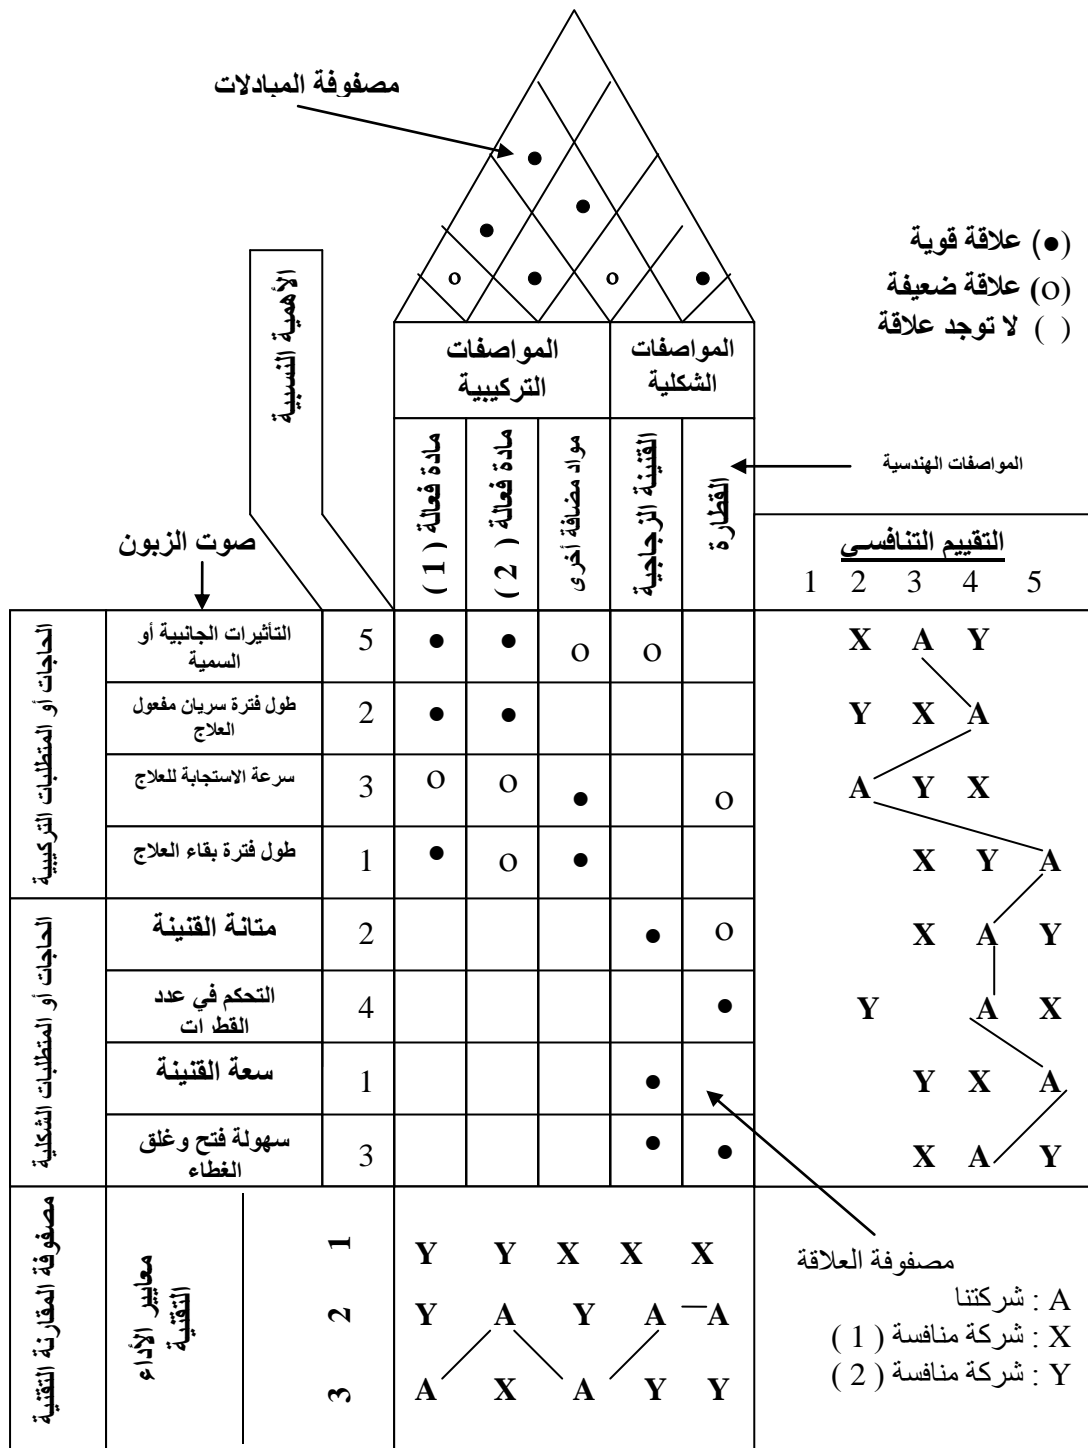 مصفوفة المبادلات
●
●
●
o
●
o
●
(●) علاقة قوية
(o) علاقة ضعيفة
( ) لا توجد علاقة
الأهمية النسبية
المواصفات
التركيبية
المواصفات
الشكلية
مادة فعالة ( 1 )
مادة فعالة ( 2 )
مواد مضافة أخرى
القنينة الزجاجية
القطارة
المواصفات الهندسية
صوت الزبون
التقييم التنافسي
1 2 3 4 5
الحاجات أو المتطلبات التركيبية
التأثيرات الجانبية أو
السمية
5 ● ● o o
X A Y
طول فترة سريان مفعول
العلاج
2 ● ●
Y X A
سرعة الاستجابة للعلاج
3 o o ● o
A Y X
طول فترة بقاء العلاج
1 ● o ●
X Y A
الحاجات أو المتطلبات الشكلية
متانة القنينة
2 ● o
X A Y
التحكم في عدد
القطرات
4 ●
Y A X
سعة القنينة
1 ●
Y X A
سهولة فتح وغلق
الغطاء
3 ● ●
X A Y
مصفوفة المقارنة التقنية
معايير الأداء
التقنية
1 Y Y X X X
2 Y A Y A A
3 A X A Y Y
مصفوفة العلاقة
A : شركتنا
X : شركة منافسة ( 1 )
Y : شركة منافسة ( 2 )